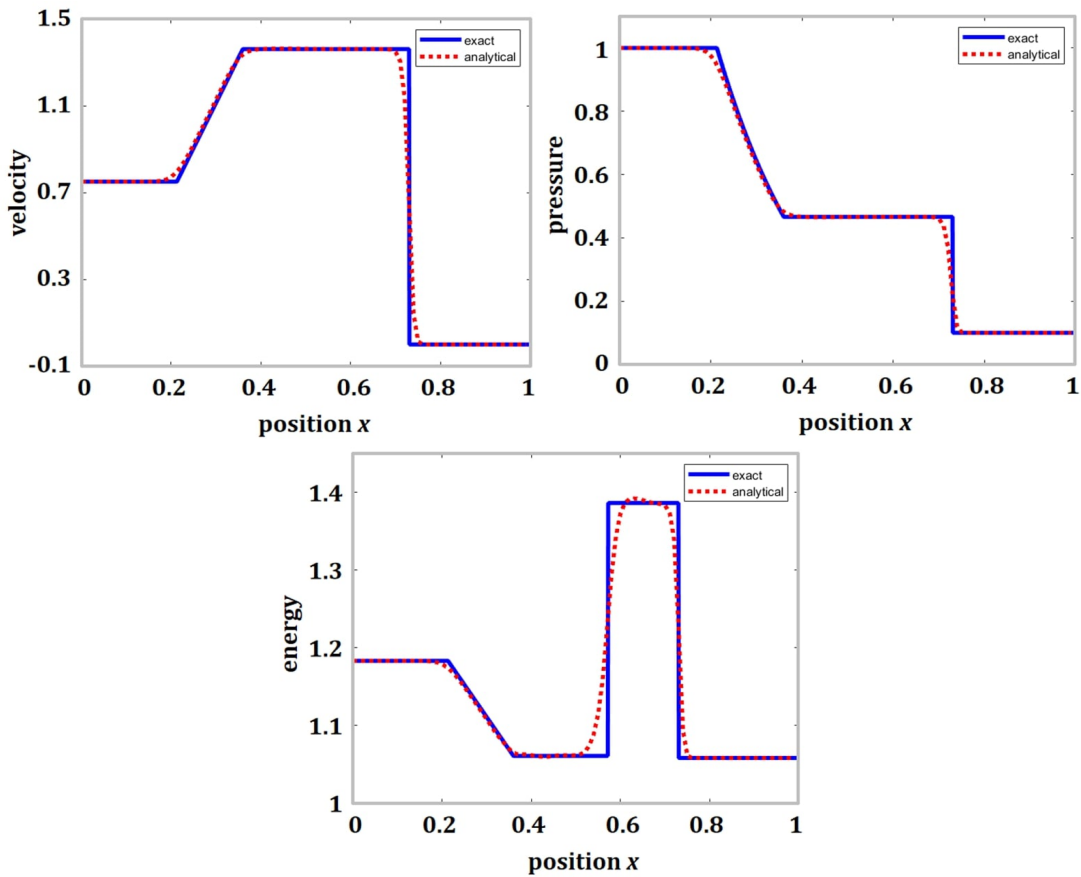 1.5
1.1
0.7
0.3
-0.1
velocity
0 0.2 0.4 0.6 0.8 1
position x
exact
analytical
1
0.8
0.6
0.4
0.2
0
pressure
0 0.2 0.4 0.6 0.8 1
position x
exact
analytical
1.4
1.3
1.2
1.1
1
energy
0 0.2 0.4 0.6 0.8 1
position x
exact
analytical